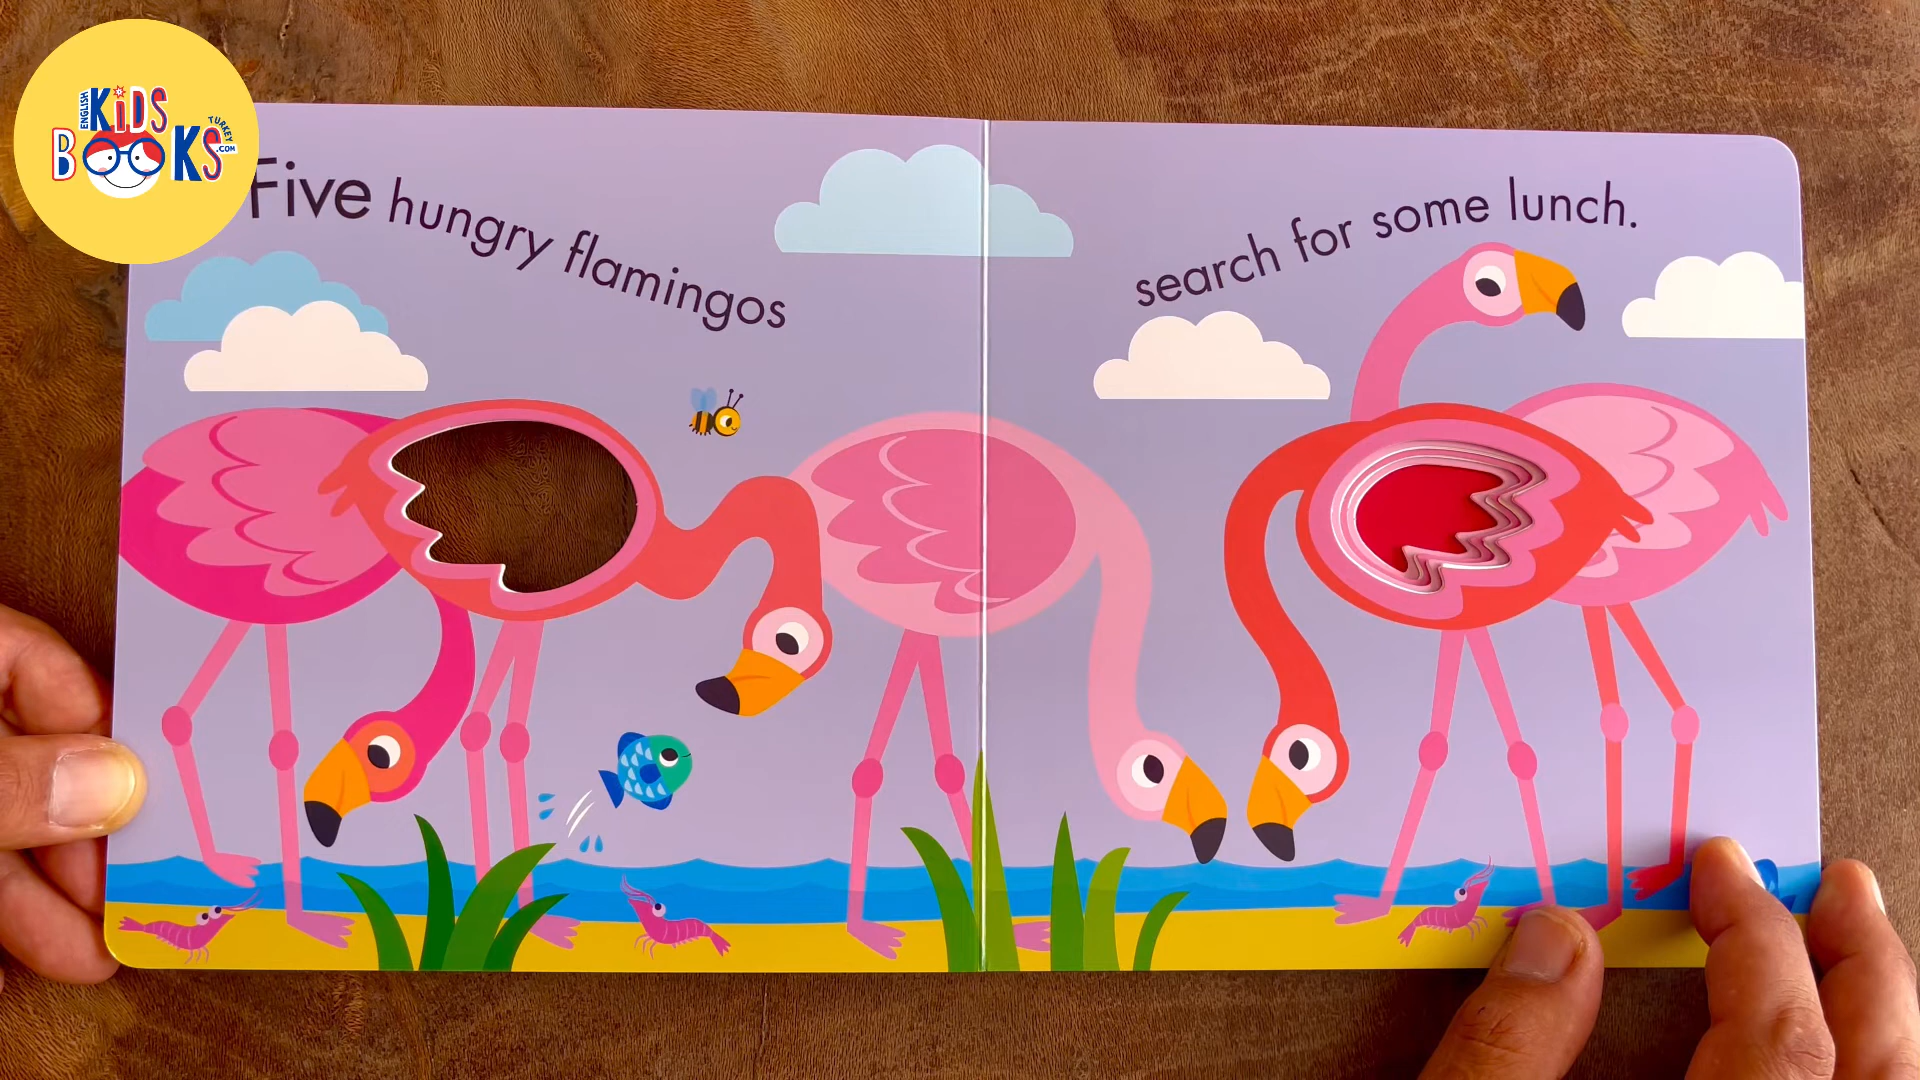 ENGLISH
KiDS
BOOKS
TURKEY
.COM
Five hungry flamingos
search for some lunch.